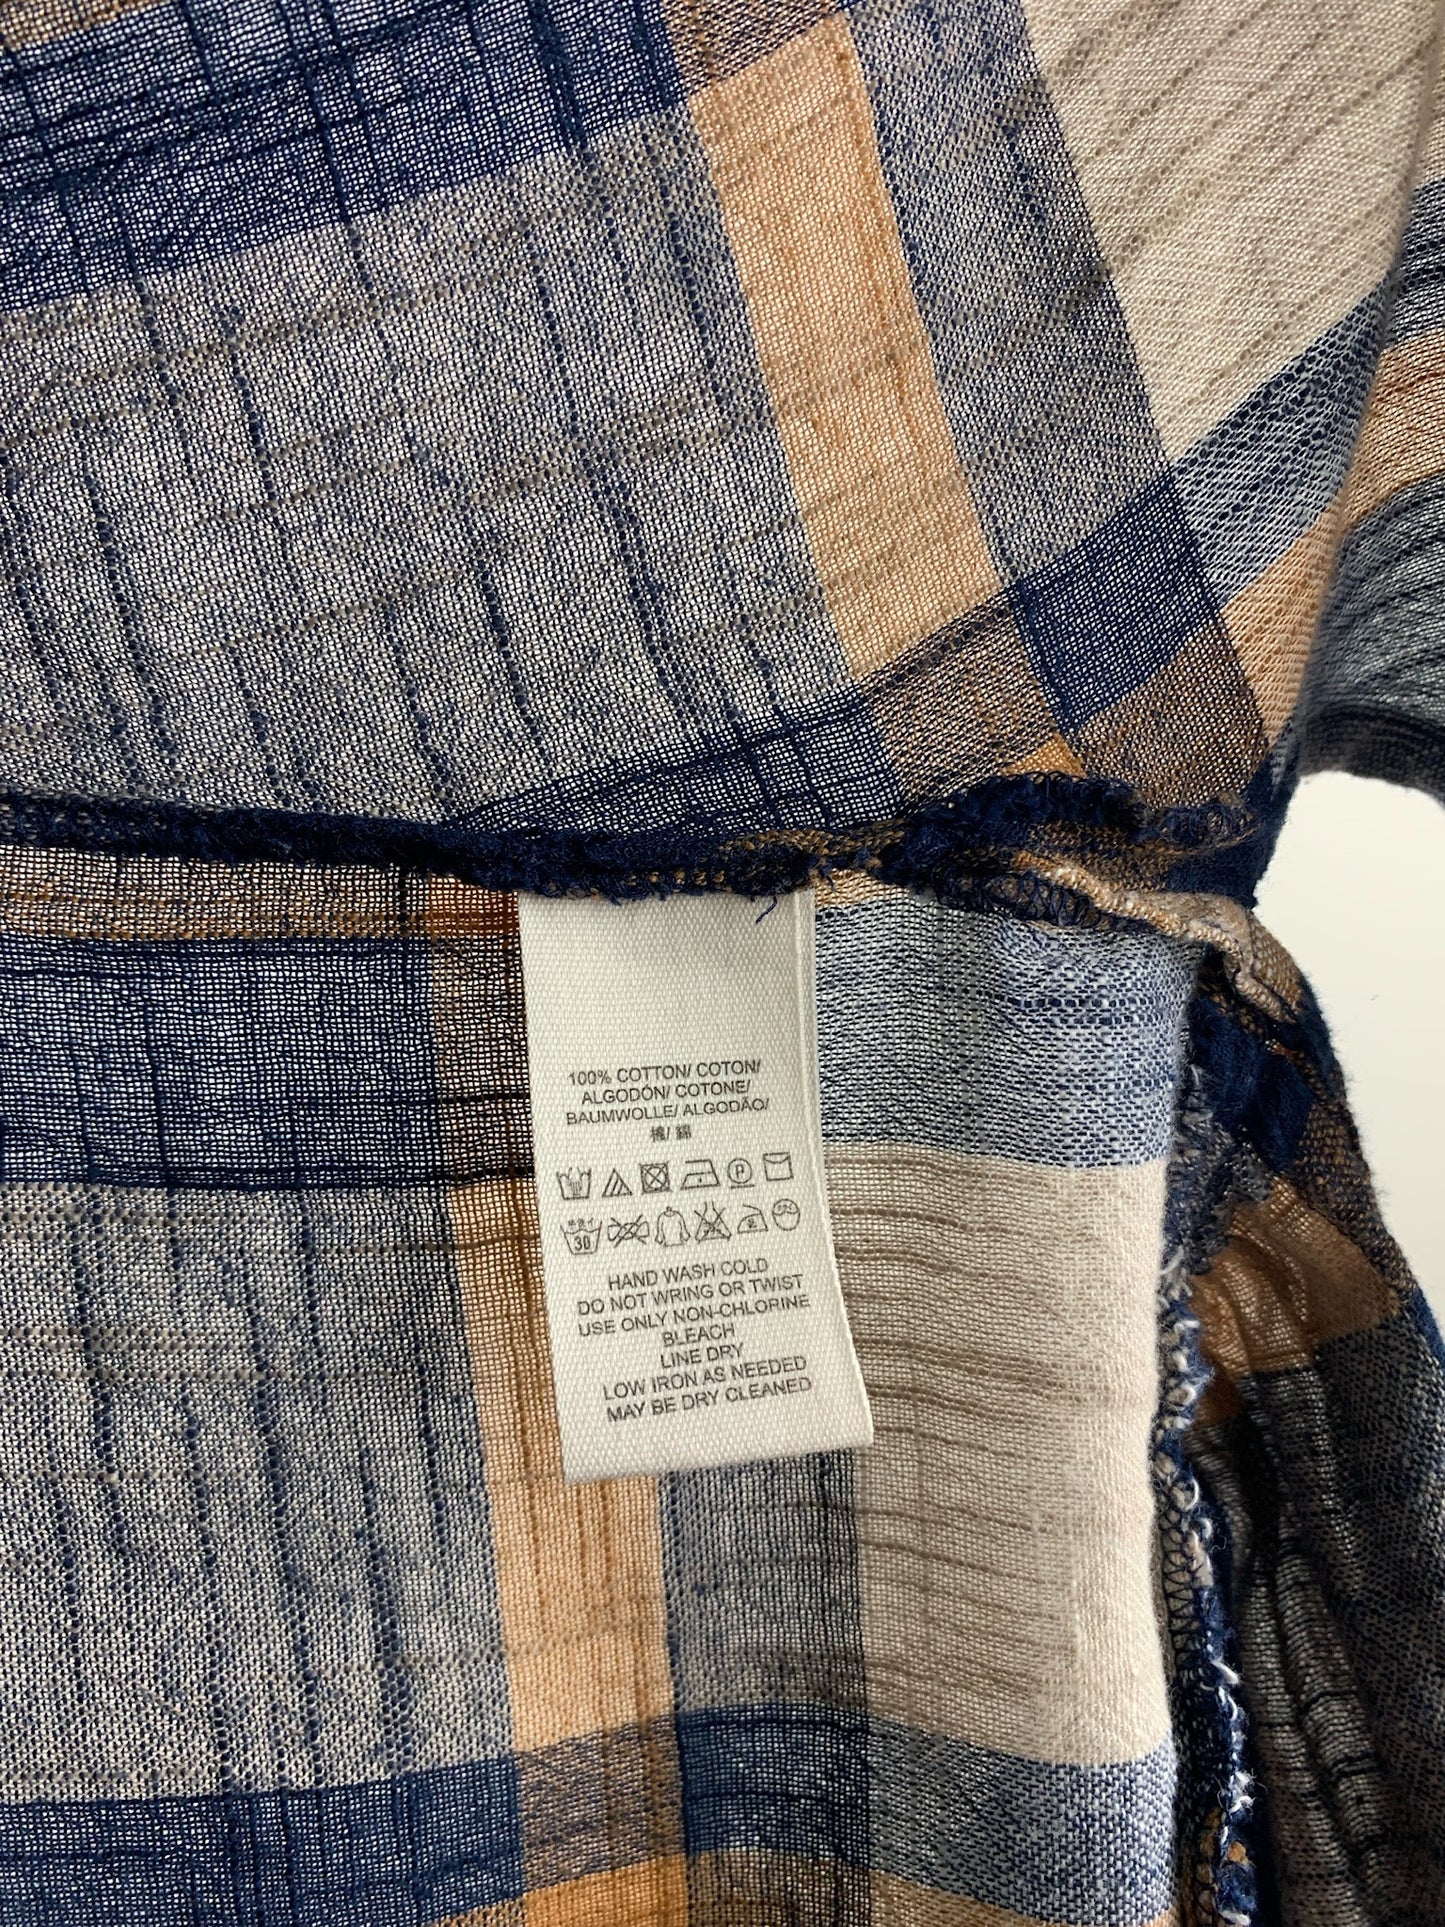 100% COTTON/ COTON/
ALGODÓN/ COTONE/
BAUMWOLLE/ ALGODÃO/
綿
P
30
HAND WASH COLD
DO NOT WRING OR TWIST
USE ONLY NON-CHLORINE
BLEACH
LINE DRY
LOW IRON AS NEEDED
MAY BE DRY CLEANED